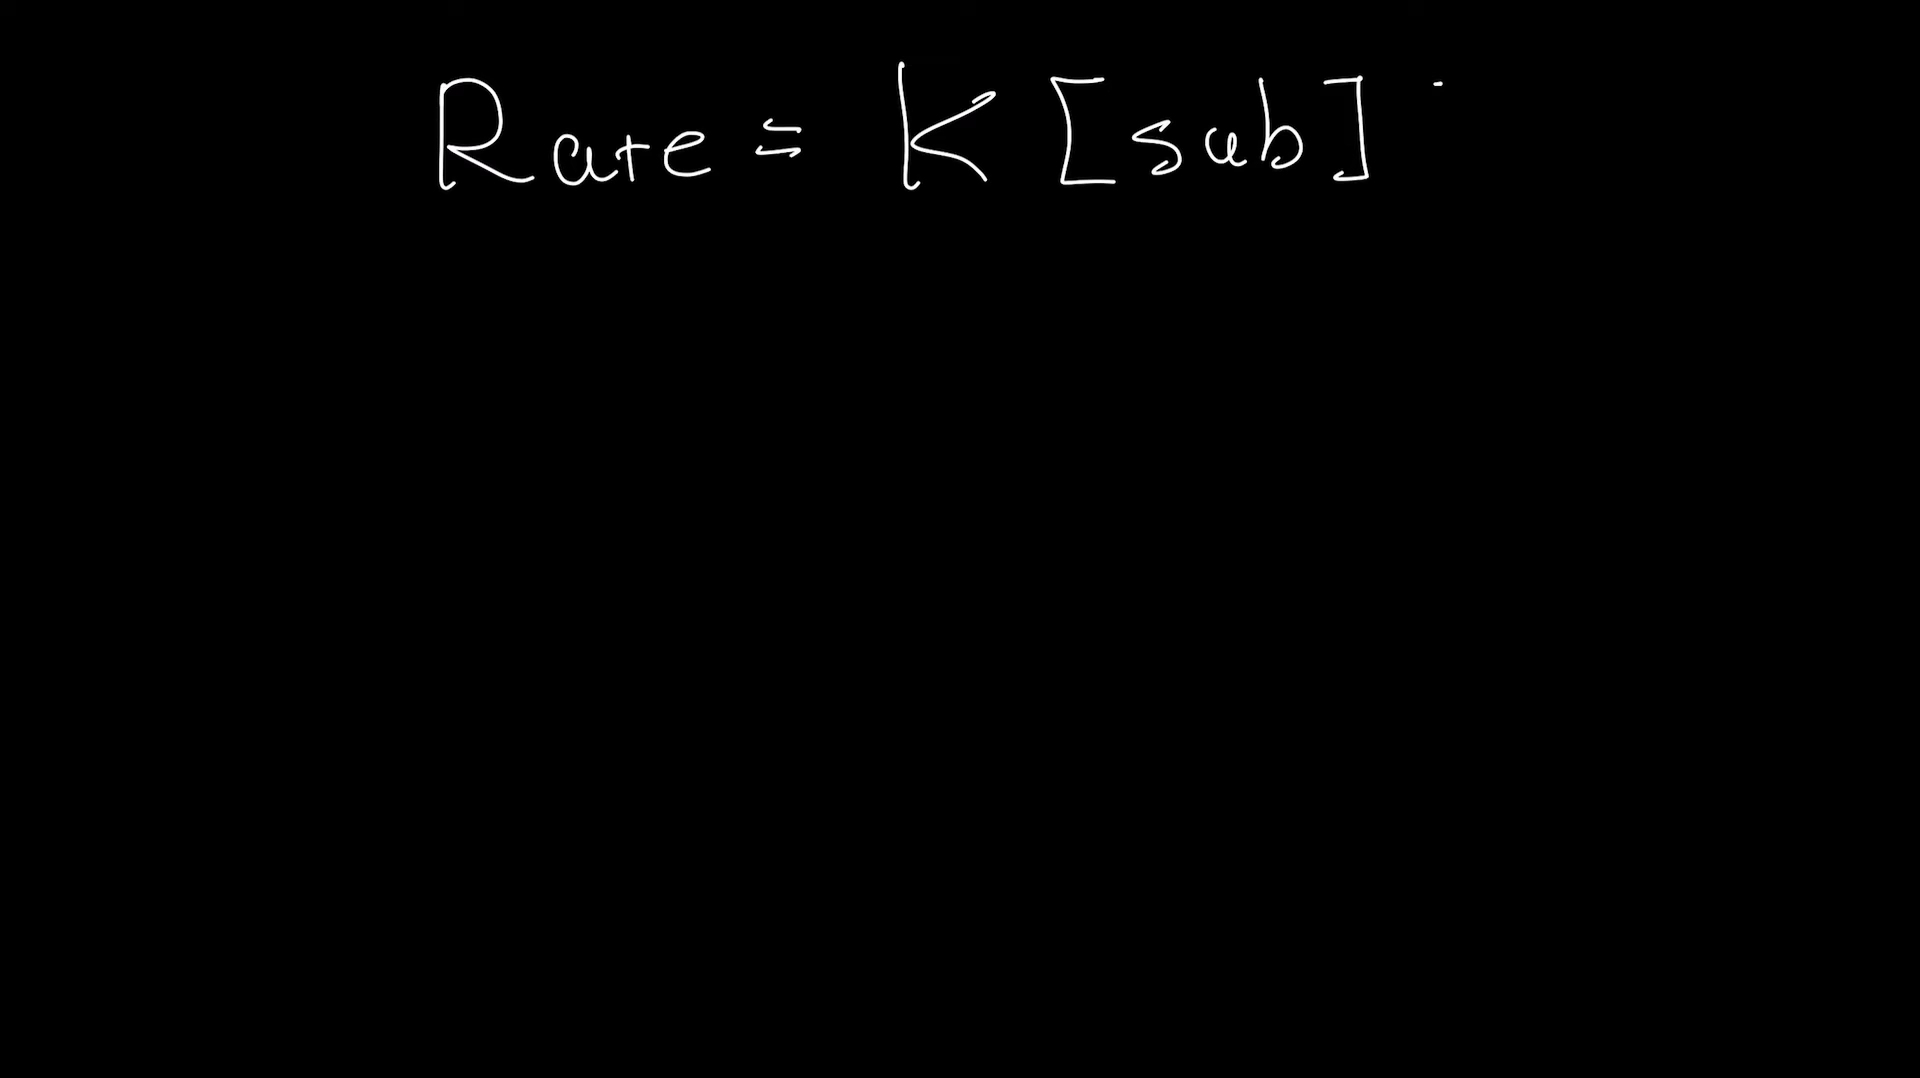 Rate = K [sub]